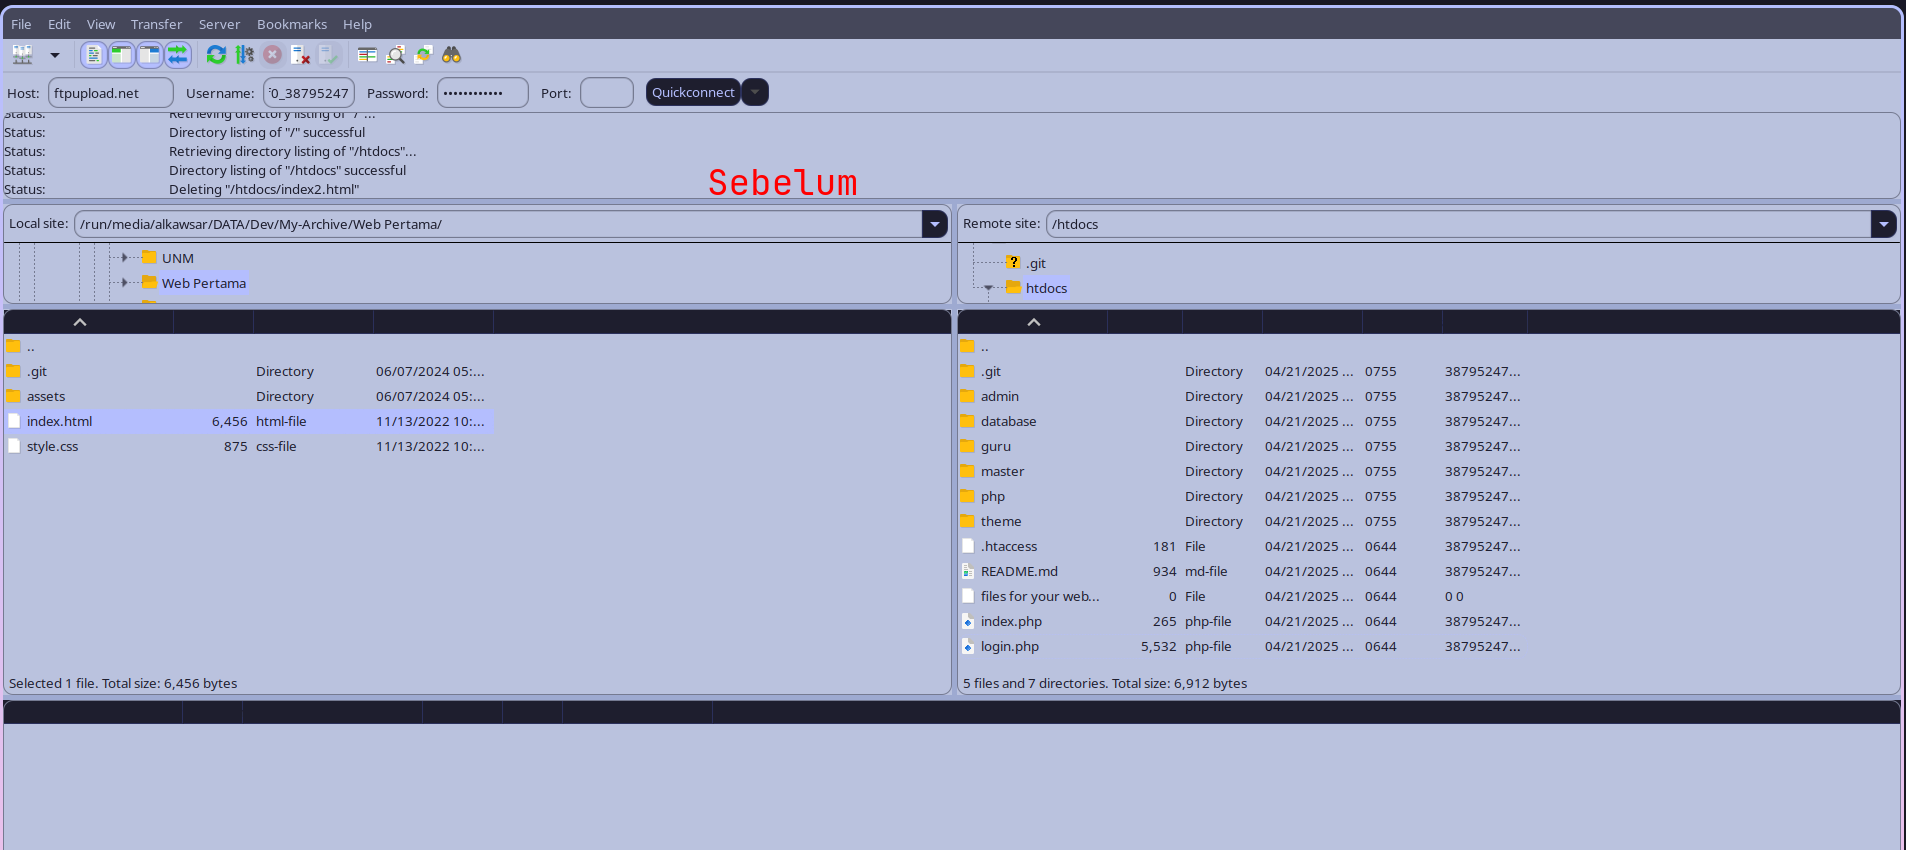 File Edit View Transfer Server Bookmarks Help
Host: ftpupload.net Username: f0_38795247 Password: •••••••••••• Port: Quickconnect
Status: Retrieving directory listing of "/"...
Status: Directory listing of "/" successful
Status: Retrieving directory listing of "/htdocs"...
Status: Directory listing of "/htdocs" successful
Status: Deleting "/htdocs/index2.html"
Sebelum
Local site: /run/media/alkawsar/DATA/Dev/My-Archive/Web Pertama/
UNM
Web Pertama
..
.git Directory 06/07/2024 05:...
assets Directory 06/07/2024 05:...
index.html 6,456 html-file 11/13/2022 10:...
style.css 875 css-file 11/13/2022 10:...
Selected 1 file. Total size: 6,456 bytes
Remote site: /htdocs
? .git
htdocs
..
.git Directory 04/21/2025 ... 0755 38795247...
admin Directory 04/21/2025 ... 0755 38795247...
database Directory 04/21/2025 ... 0755 38795247...
guru Directory 04/21/2025 ... 0755 38795247...
master Directory 04/21/2025 ... 0755 38795247...
php Directory 04/21/2025 ... 0755 38795247...
theme Directory 04/21/2025 ... 0755 38795247...
.htaccess 181 File 04/21/2025 ... 0644 38795247...
README.md 934 md-file 04/21/2025 ... 0644 38795247...
files for your web... 0 File 04/21/2025 ... 0644 0 0
index.php 265 php-file 04/21/2025 ... 0644 38795247...
login.php 5,532 php-file 04/21/2025 ... 0644 38795247...
5 files and 7 directories. Total size: 6,912 bytes